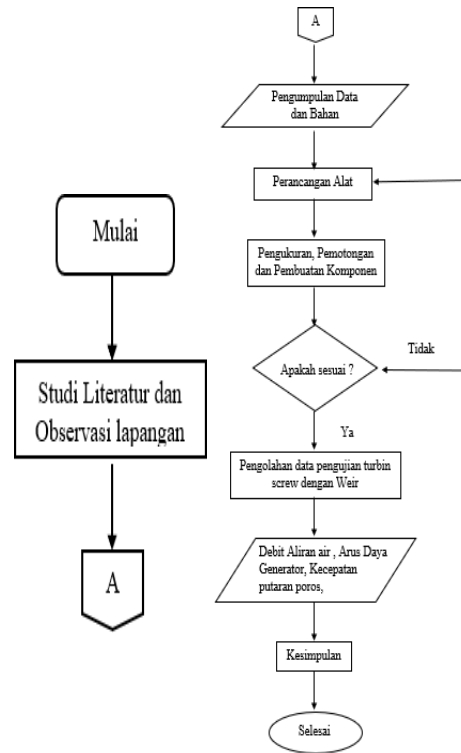 Mulai
Studi Literatur dan
Observasi lapangan
A
A
Pengumpulan Data
dan Bahan
Perancangan Alat
Pengukuran, Pemotongan
dan Pembuatan Komponen
Apakah sesuai ?
Tidak
Ya
Pengolahan data pengujian turbin
screw dengan Weir
Debit Aliran air , Arus Daya
Generator, Kecepatan
putaran poros,
Kesimpulan
Selesai